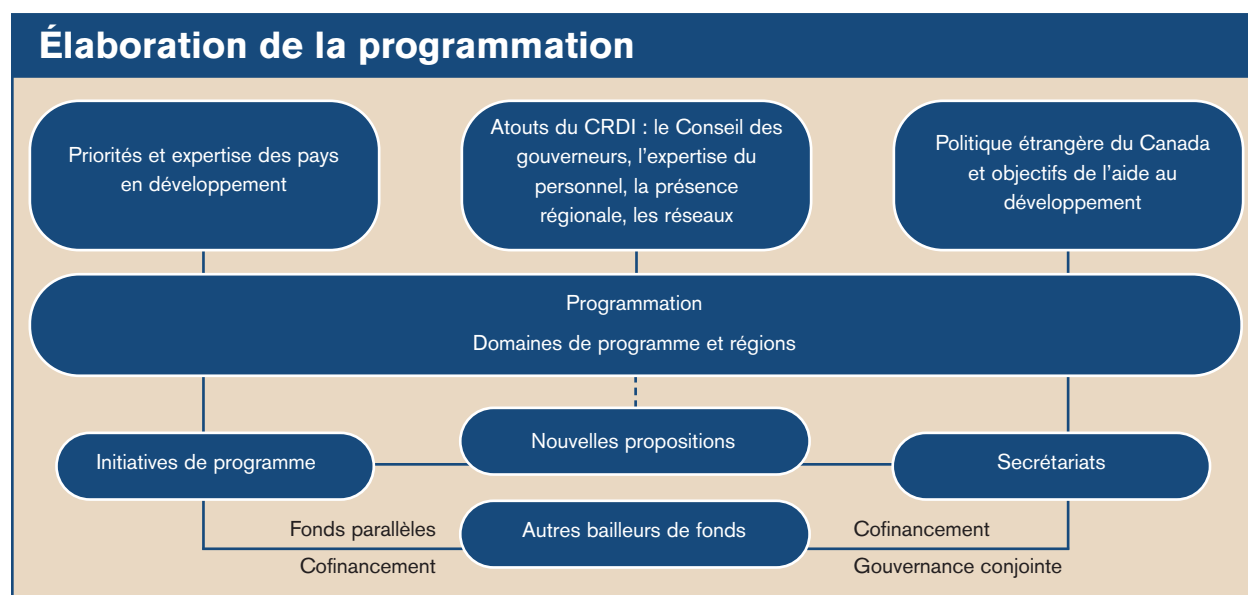 Élaboration de la programmation
Priorités et expertise des pays
en développement
Atouts du CRDI : le Conseil des
gouverneurs, l'expertise du
personnel, la présence
régionale, les réseaux
Politique étrangère du Canada
et objectifs de l'aide au
développement
Programmation
Domaines de programme et régions
Initiatives de programme
Nouvelles propositions
Secrétariats
Fonds parallèles
Cofinancement
Autres bailleurs de fonds
Cofinancement
Gouvernance conjointe